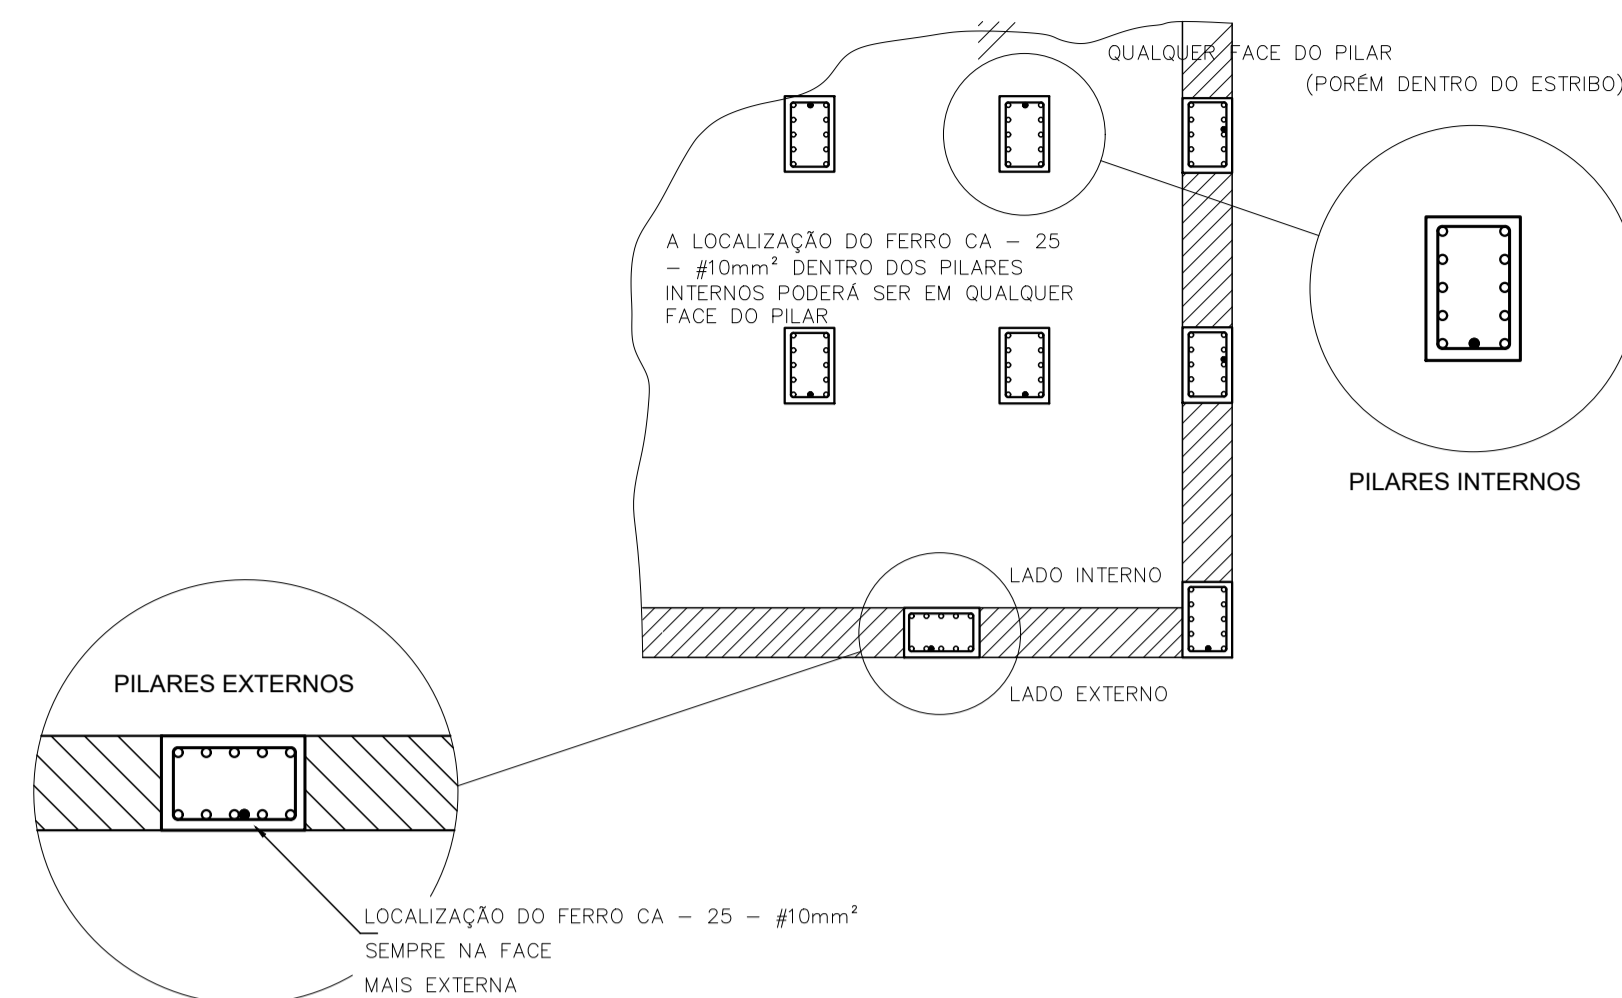 QUALQUER FACE DO PILAR
(PORÉM DENTRO DO ESTRIBO)
A LOCALIZAÇÃO DO FERRO CA - 25
- #10mm² DENTRO DOS PILARES
INTERNOS PODERÁ SER EM QUALQUER
FACE DO PILAR
PILARES INTERNOS
LADO INTERNO
LADO EXTERNO
PILARES EXTERNOS
LOCALIZAÇÃO DO FERRO CA - 25 - #10mm²
SEMPRE NA FACE
MAIS EXTERNA